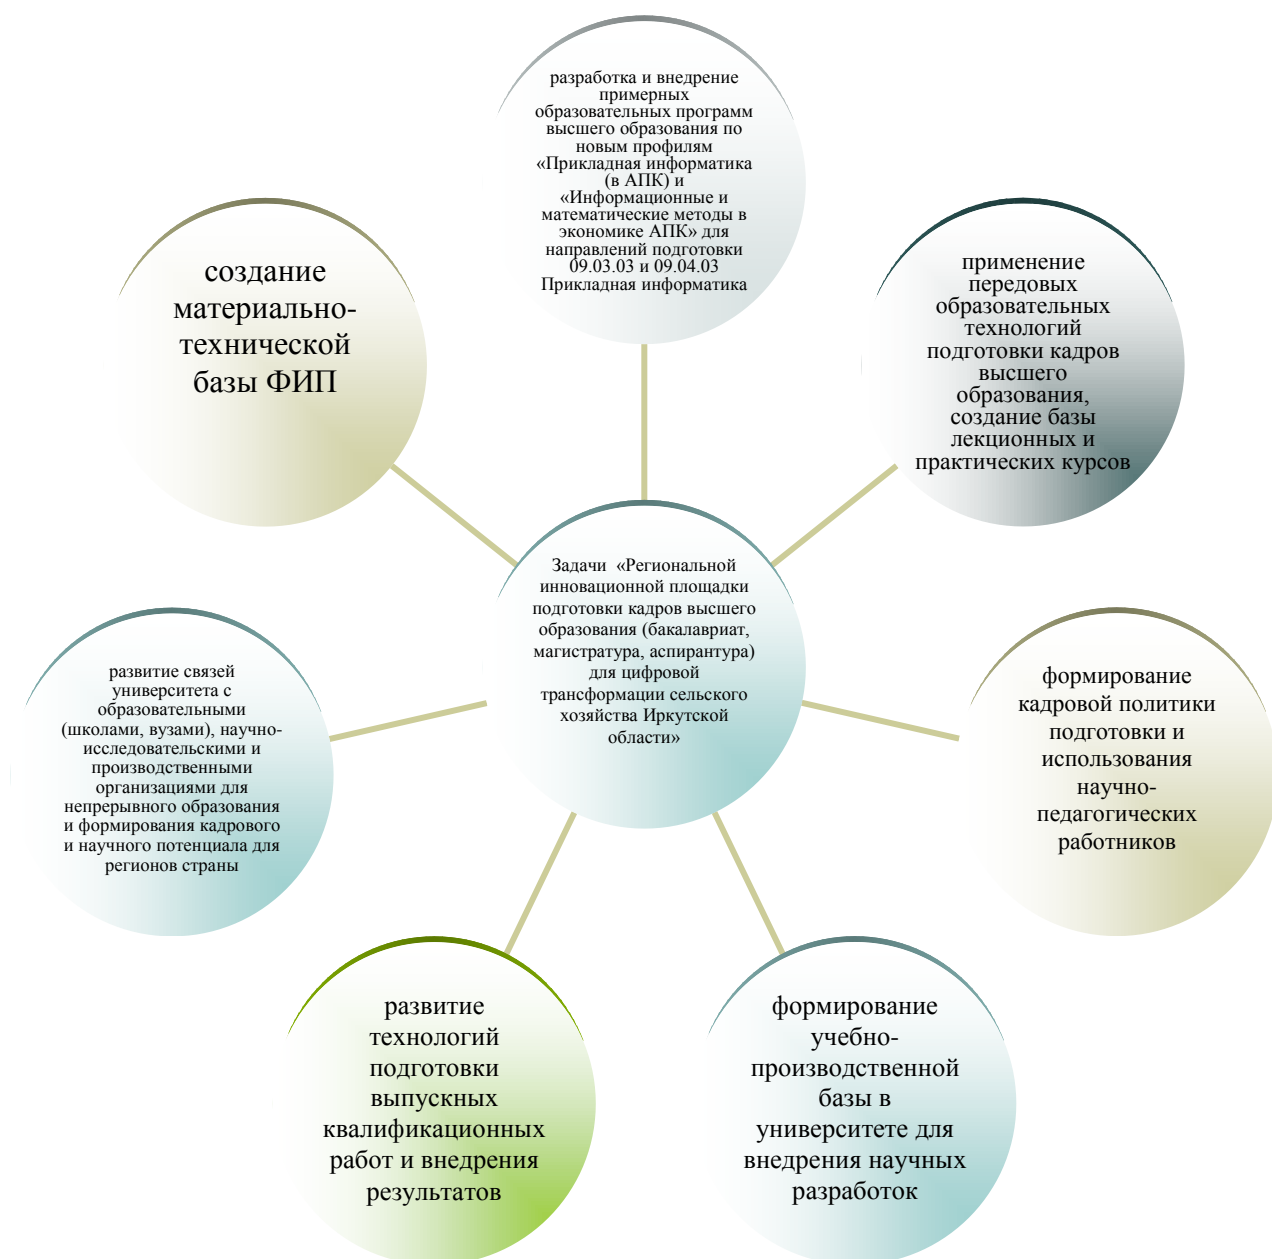 разработка и внедрение
примерных
образовательных программ
высшего образования по
новым профилям
«Прикладная информатика
(в АПК) и
«Информационные и
математические методы в
экономике АПК» для
направлений подготовки
09.03.03 и 09.04.03
Прикладная информатика
создание
материально-
технической
базы ФИП
применение
передовых
образовательных
технологий
подготовки кадров
высшего
образования,
создание базы
лекционных и
практических курсов
Задачи «Региональной
инновационной площадки
подготовки кадров высшего
образования (бакалавриат,
магистратура, аспирантура)
для цифровой
трансформации сельского
хозяйства Иркутской
области»
развитие связей
университета с
образовательными
(школами, вузами), научно-
исследовательскими и
производственными
организациями для
непрерывного образования
и формирования кадрового
и научного потенциала для
регионов страны
формирование
кадровой политики
подготовки и
использования
научно-
педагогических
работников
развитие
технологий
подготовки
выпускных
квалификационных
работ и внедрения
результатов
формирование
учебно-
производственной
базы в
университете для
внедрения научных
разработок